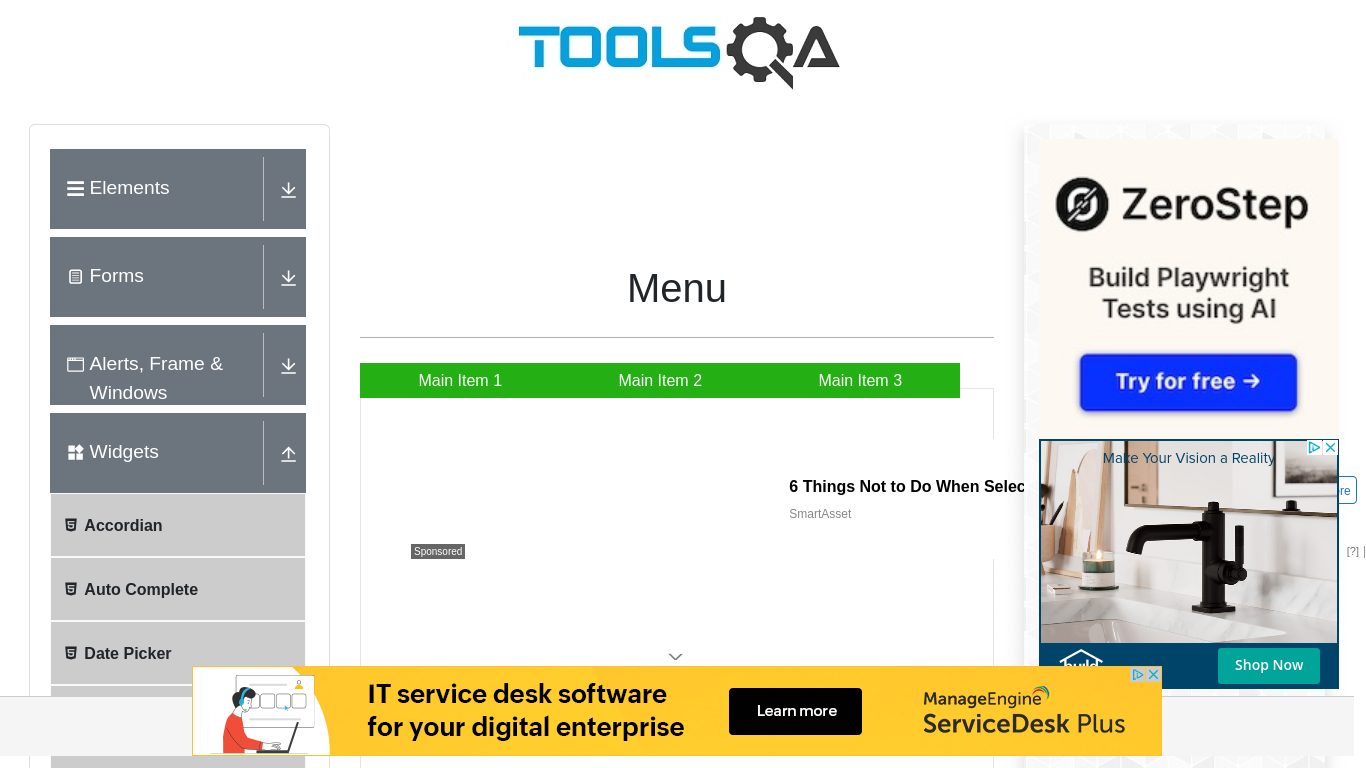 TOOLSQA
Elements
Forms
Alerts, Frame &
Windows
Widgets
Accordian
Auto Complete
Date Picker
Menu
Main Item 1
Main Item 2
Main Item 3
6 Things Not to Do When Selec
SmartAsset
Sponsored
ZeroStep
Build Playwright
Tests using AI
Try for free →
Make Your Vision a Reality
re
[?]
build
Shop Now
IT service desk software
for your digital enterprise
Learn more
ManageEngine
ServiceDesk Plus